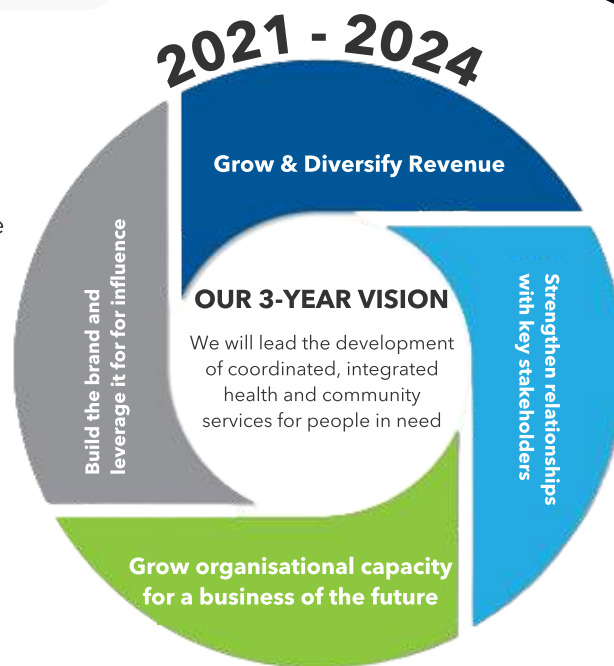 2021 - 2024
Grow & Diversify Revenue
Strengthen relationships
with key stakeholders
OUR 3-YEAR VISION
We will lead the development
of coordinated, integrated
health and community
services for people in need
Build the brand and
leverage it for for influence
Grow organisational capacity
for a business of the future